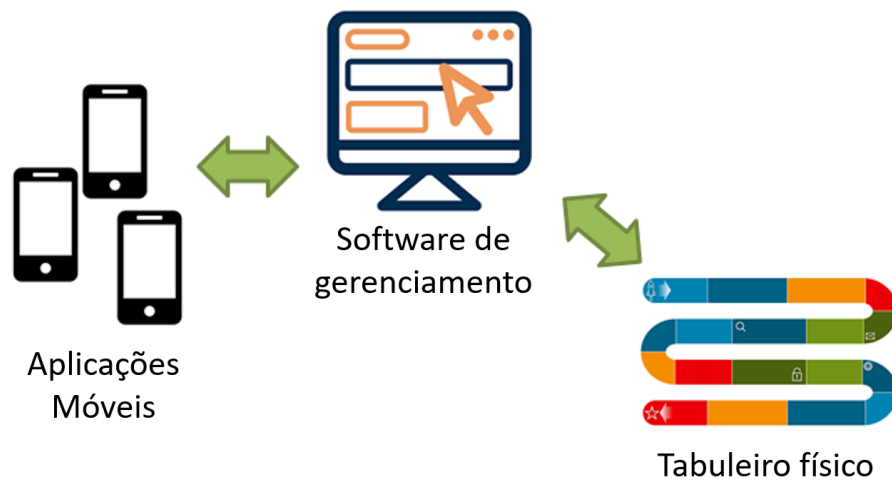 Software de
gerenciamento
Aplicações
Móveis
Tabuleiro físico